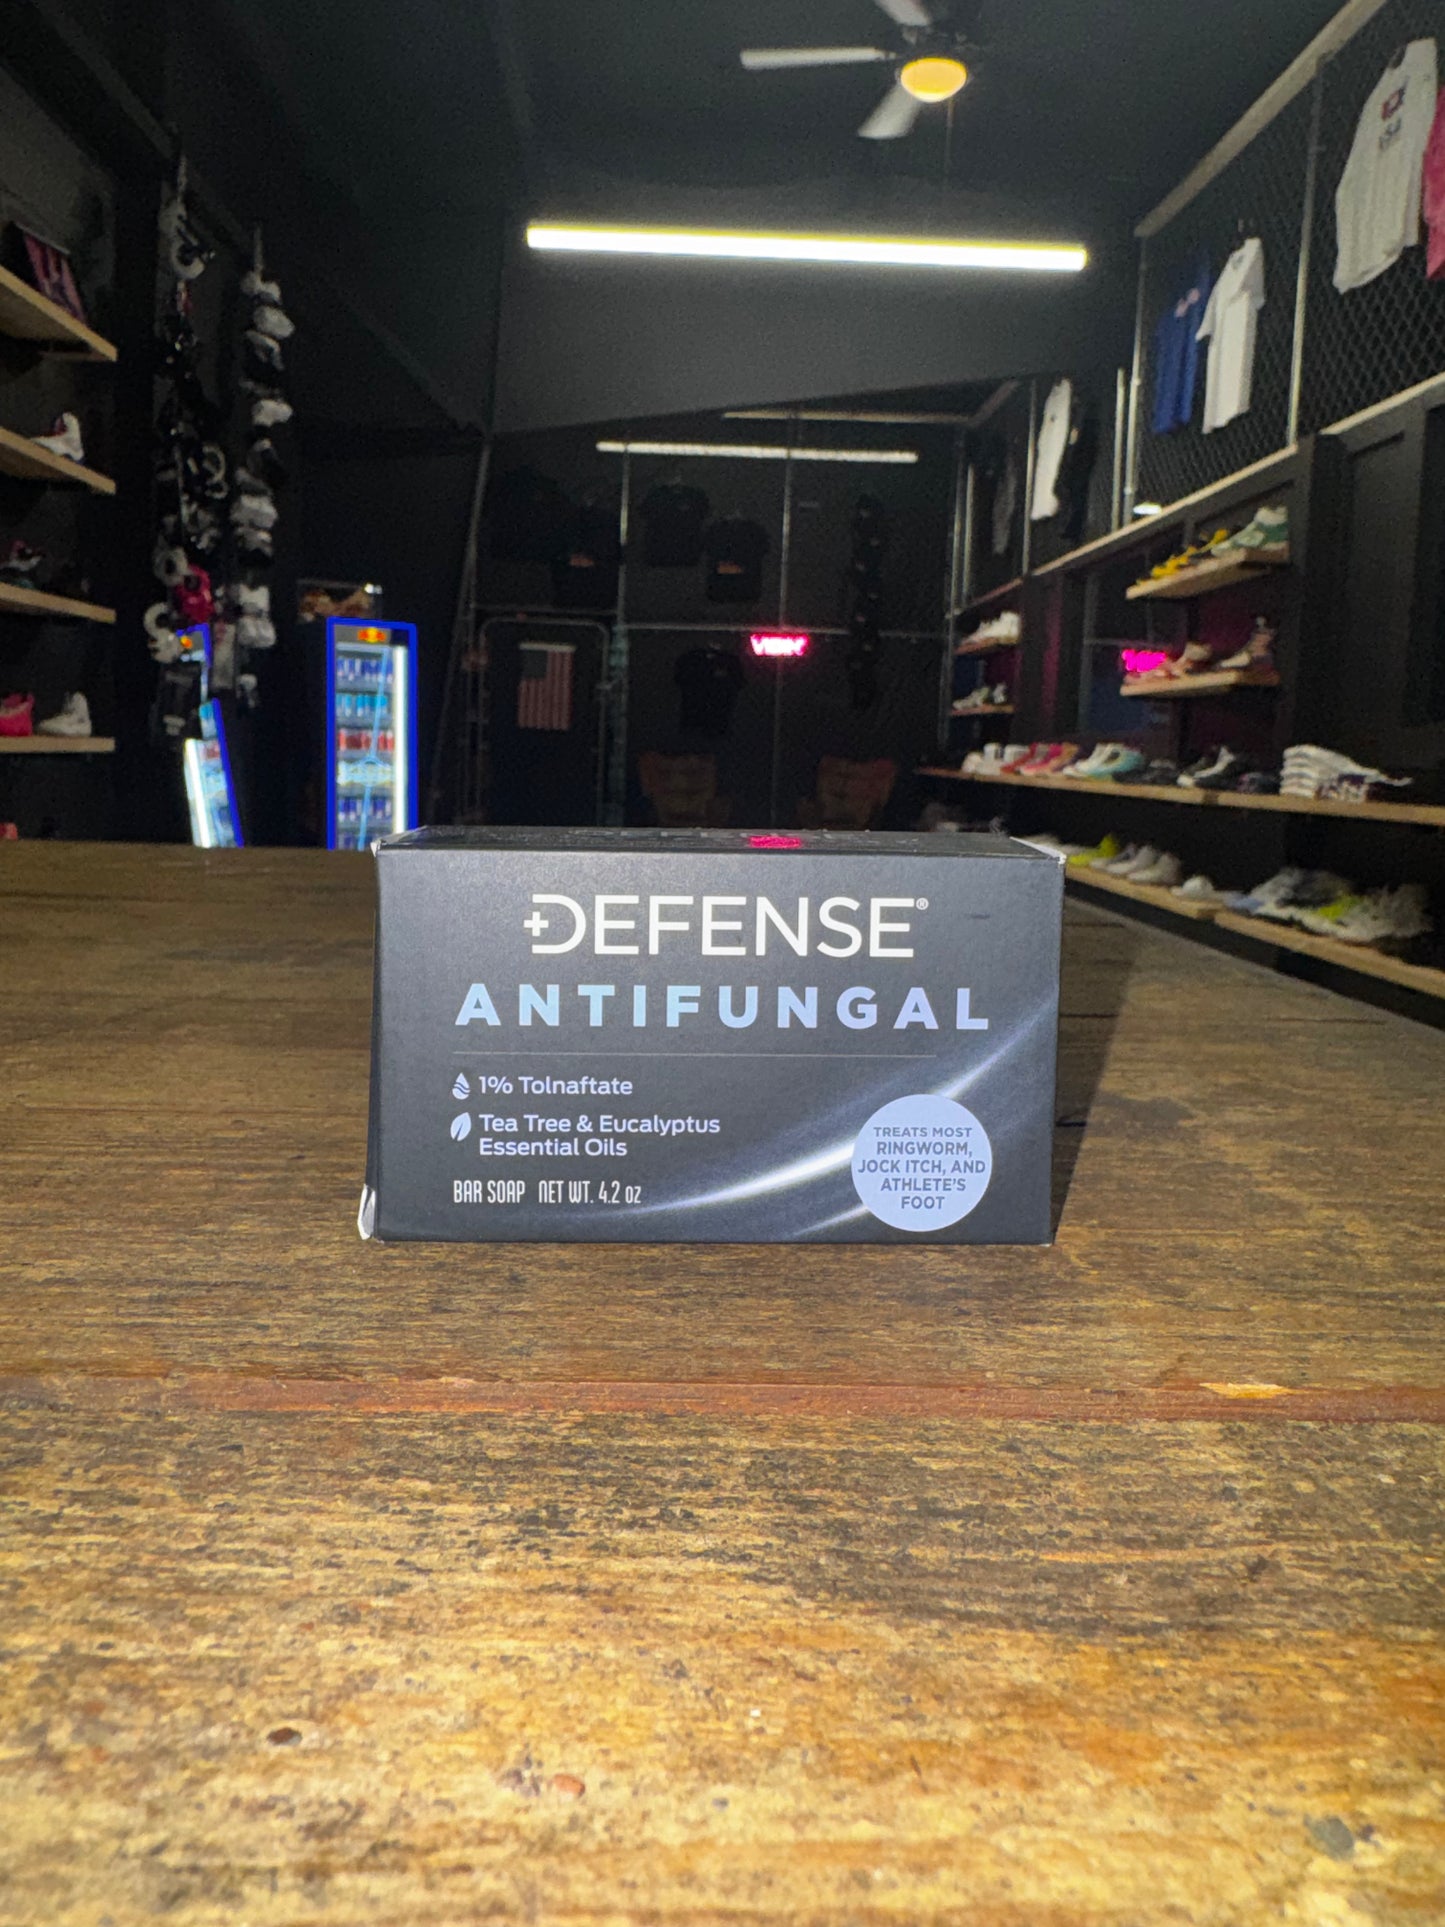 DEFENSE®
ANTIFUNGAL
1% Tolnaftate
Tea Tree & Eucalyptus
Essential Oils
BAR SOAP NET WT. 4.2 oz
TREATS MOST
RINGWORM,
JOCK ITCH, AND
ATHLETE'S
FOOT